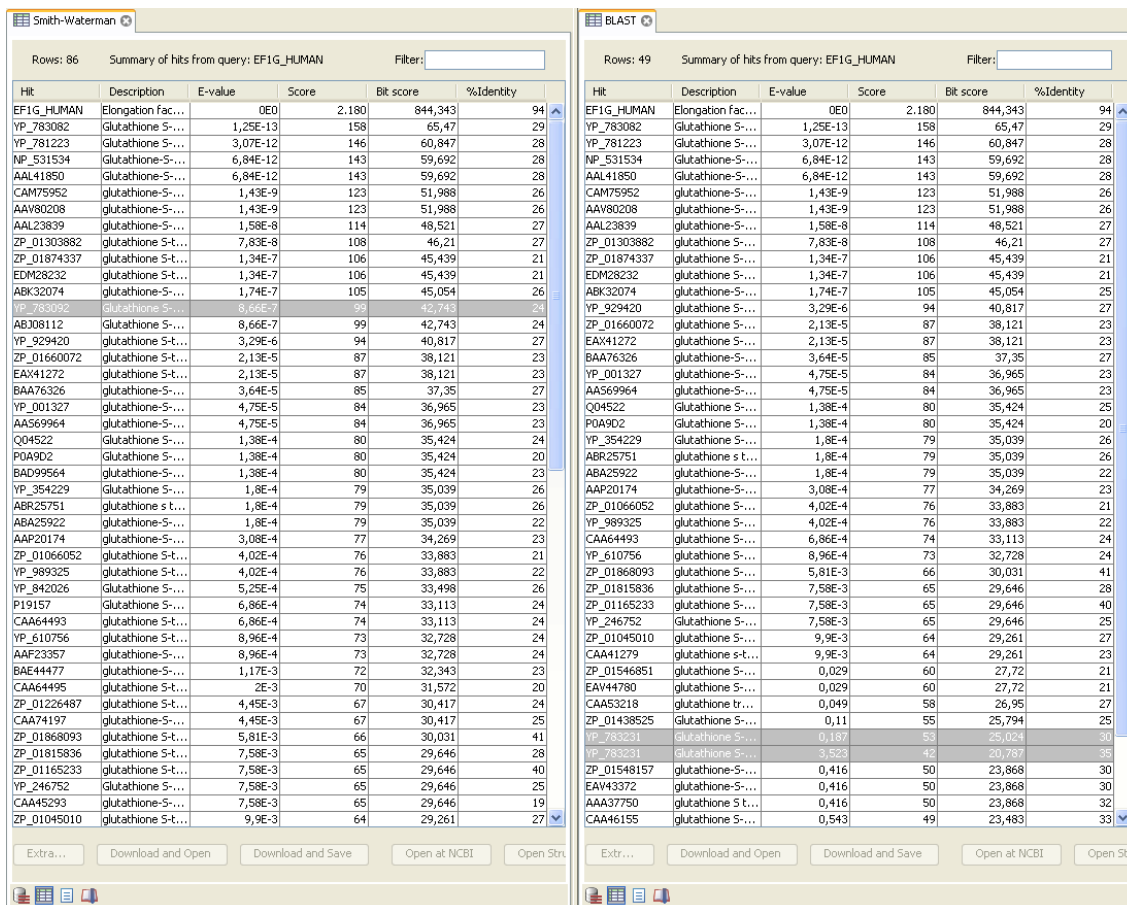 Smith-Waterman
Rows: 86 Summary of hits from query: EF1G_HUMAN Filter:
Hit Description E-value Score Bit score %Identity
EF1G_HUMAN Elongation fac... 0E0 2.180 844,343 94
YP_783082 Glutathione S-... 1,25E-13 158 65,47 29
YP_781223 Glutathione S-... 3,07E-12 146 60,847 28
NP_531534 Glutathione-S-... 6,84E-12 143 59,692 28
AAL41850 glutathione-S-... 6,84E-12 143 59,692 28
CAM75952 glutathione-S-... 1,43E-9 123 51,988 26
AAV80208 glutathione-S-... 1,43E-9 123 51,988 26
AAL23839 glutathione-S-... 1,58E-8 114 48,521 27
ZP_01303882 glutathione S-t... 7,83E-8 108 46,21 27
ZP_01874337 glutathione S-t... 1,34E-7 106 45,439 21
EDM28232 glutathione S-t... 1,34E-7 106 45,439 21
ABK32074 glutathione-S-... 1,74E-7 105 45,054 26
YP_783092 Glutathione S-... 8,66E-7 99 42,743 24
ABJ08112 Glutathione S-... 8,66E-7 99 42,743 24
YP_929420 Glutathione S-... 3,29E-6 94 40,817 27
ZP_01660072 Glutathione S-... 2,13E-5 87 38,121 23
EAX41272 Glutathione S-... 2,13E-5 87 38,121 23
BAA76326 glutathione-S-... 3,64E-5 85 37,35 27
YP_001327 glutathione S-... 4,75E-5 84 36,965 23
AAS69964 glutathione S-... 4,75E-5 84 36,965 23
Q04522 Glutathione S-... 1,38E-4 80 35,424 24
P0A9D2 Glutathione S-... 1,38E-4 80 35,424 20
BAD99564 glutathione-S-... 1,38E-4 80 35,424 23
YP_354229 Glutathione S-... 1,8E-4 79 35,039 26
ABR25751 glutathione s t... 1,8E-4 79 35,039 26
ABA25922 glutathione-S-... 1,8E-4 79 35,039 22
AAP20174 glutathione-S-... 3,08E-4 77 34,269 23
ZP_01066052 glutathione S-t... 4,02E-4 76 33,883 21
YP_989325 glutathione S-t... 4,02E-4 76 33,883 22
YP_842026 Glutathione S-... 5,25E-4 75 33,498 26
P19157 Glutathione S-... 6,86E-4 74 33,113 24
CAA64493 glutathione S-t... 6,86E-4 74 33,113 24
YP_610756 Glutathione S-... 8,96E-4 73 32,728 24
AAF23357 glutathione-S-... 8,96E-4 73 32,728 24
BAE44477 glutathione-S-... 1,17E-3 72 32,343 23
CAA64495 glutathione S-t... 2E-3 70 31,572 20
ZP_01226487 glutathione S-t... 4,45E-3 67 30,417 24
CAA74197 glutathione-S-... 4,45E-3 67 30,417 25
ZP_01868093 glutathione S-t... 5,81E-3 66 30,031 41
ZP_01815836 glutathione S-t... 7,58E-3 65 29,646 28
ZP_01165233 glutathione S-t... 7,58E-3 65 29,646 40
YP_246752 Glutathione S-... 7,58E-3 65 29,646 25
CAA45293 glutathione S-t... 7,58E-3 65 29,646 19
ZP_01045010 glutathione S-t... 9,9E-3 64 29,261 27
Extra... Download and Open Download and Save Open at NCBI Open Stru
BLAST
Rows: 49 Summary of hits from query: EF1G_HUMAN Filter:
Hit Description E-value Score Bit score %Identity
EF1G_HUMAN Elongation fac... 0E0 2.180 844,343 94
YP_783082 Glutathione S-... 1,25E-13 158 65,47 29
YP_781223 Glutathione S-... 3,07E-12 146 60,847 28
NP_531534 Glutathione-S-... 6,84E-12 143 59,692 28
AAL41850 glutathione-S-... 6,84E-12 143 59,692 28
CAM75952 glutathione-S-... 1,43E-9 123 51,988 26
AAV80208 glutathione-S-... 1,43E-9 123 51,988 26
AAL23839 glutathione-S-... 1,58E-8 114 48,521 27
ZP_01303882 glutathione S-t... 7,83E-8 108 46,21 27
ZP_01874337 glutathione S-t... 1,34E-7 106 45,439 21
EDM28232 glutathione S-t... 1,34E-7 106 45,439 21
ABK32074 glutathione-S-... 1,74E-7 105 45,054 25
YP_929420 Glutathione S-... 3,29E-6 94 40,817 27
ZP_01660072 Glutathione S-... 2,13E-5 87 38,121 23
EAX41272 Glutathione S-... 2,13E-5 87 38,121 23
BAA76326 glutathione-S-... 3,64E-5 85 37,35 27
YP_001327 glutathione S-... 4,75E-5 84 36,965 23
AAS69964 glutathione S-... 4,75E-5 84 36,965 23
Q04522 Glutathione S-... 1,38E-4 80 35,424 25
P0A9D2 Glutathione S-... 1,38E-4 80 35,424 20
YP_354229 Glutathione S-... 1,8E-4 79 35,039 26
ABR25751 glutathione s t... 1,8E-4 79 35,039 26
ABA25922 glutathione-S-... 1,8E-4 79 35,039 22
AAP20174 glutathione-S-... 3,08E-4 77 34,269 23
ZP_01066052 glutathione S-t... 4,02E-4 76 33,883 21
YP_989325 glutathione S-t... 4,02E-4 76 33,883 22
CAA64493 glutathione S-t... 6,86E-4 74 33,113 24
YP_610756 Glutathione S-... 8,96E-4 73 32,728 24
ZP_01868093 glutathione S-t... 5,81E-3 66 30,031 41
ZP_01815836 glutathione S-t... 7,58E-3 65 29,646 28
ZP_01165233 glutathione S-t... 7,58E-3 65 29,646 40
YP_246752 Glutathione S-... 7,58E-3 65 29,646 25
ZP_01045010 glutathione S-t... 9,9E-3 64 29,261 27
CAA41279 glutathione s-t... 9,9E-3 64 29,261 23
ZP_01546851 glutathione S-... 0,029 60 27,72 21
EAV44780 glutathione S-... 0,029 60 27,72 21
CAA53218 glutathione tr... 0,049 58 26,95 27
ZP_01438525 Glutathione S-... 0,11 55 25,794 25
YP_783231 Glutathione S-... 0,187 53 25,024 30
YP_783231 Glutathione S-... 3,523 42 20,787 35
ZP_01548157 glutathione-S-... 0,416 50 23,868 30
EAV43372 glutathione-S-... 0,416 50 23,868 30
AAA37750 glutathione S t... 0,416 50 23,868 32
CAA46155 glutathione S-... 0,543 49 23,483 33
Extr... Download and Open Download and Save Open at NCBI Open St